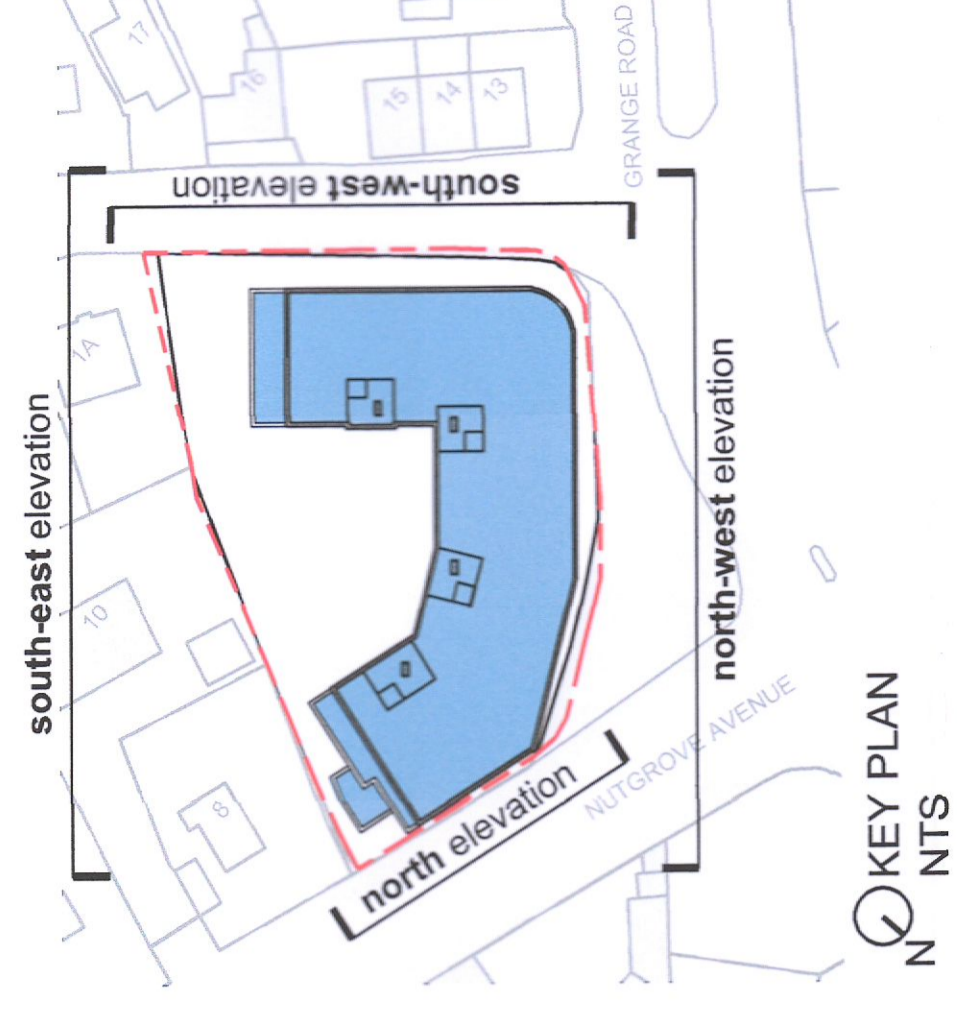 17
16
15
14
13
GRANGE ROAD
south-west elevation
1A
south-east elevation
10
8
north-west elevation
NUTGROVE AVENUE
north elevation
KEY PLAN
N NTS